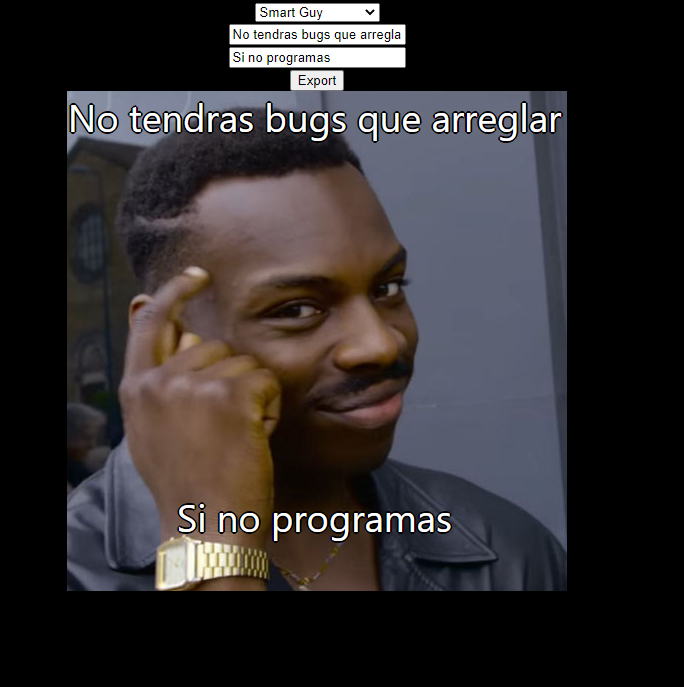 Smart Guy
No tendras bugs que arregla
Si no programas
Export
No tendras bugs que arreglar
Si no programas